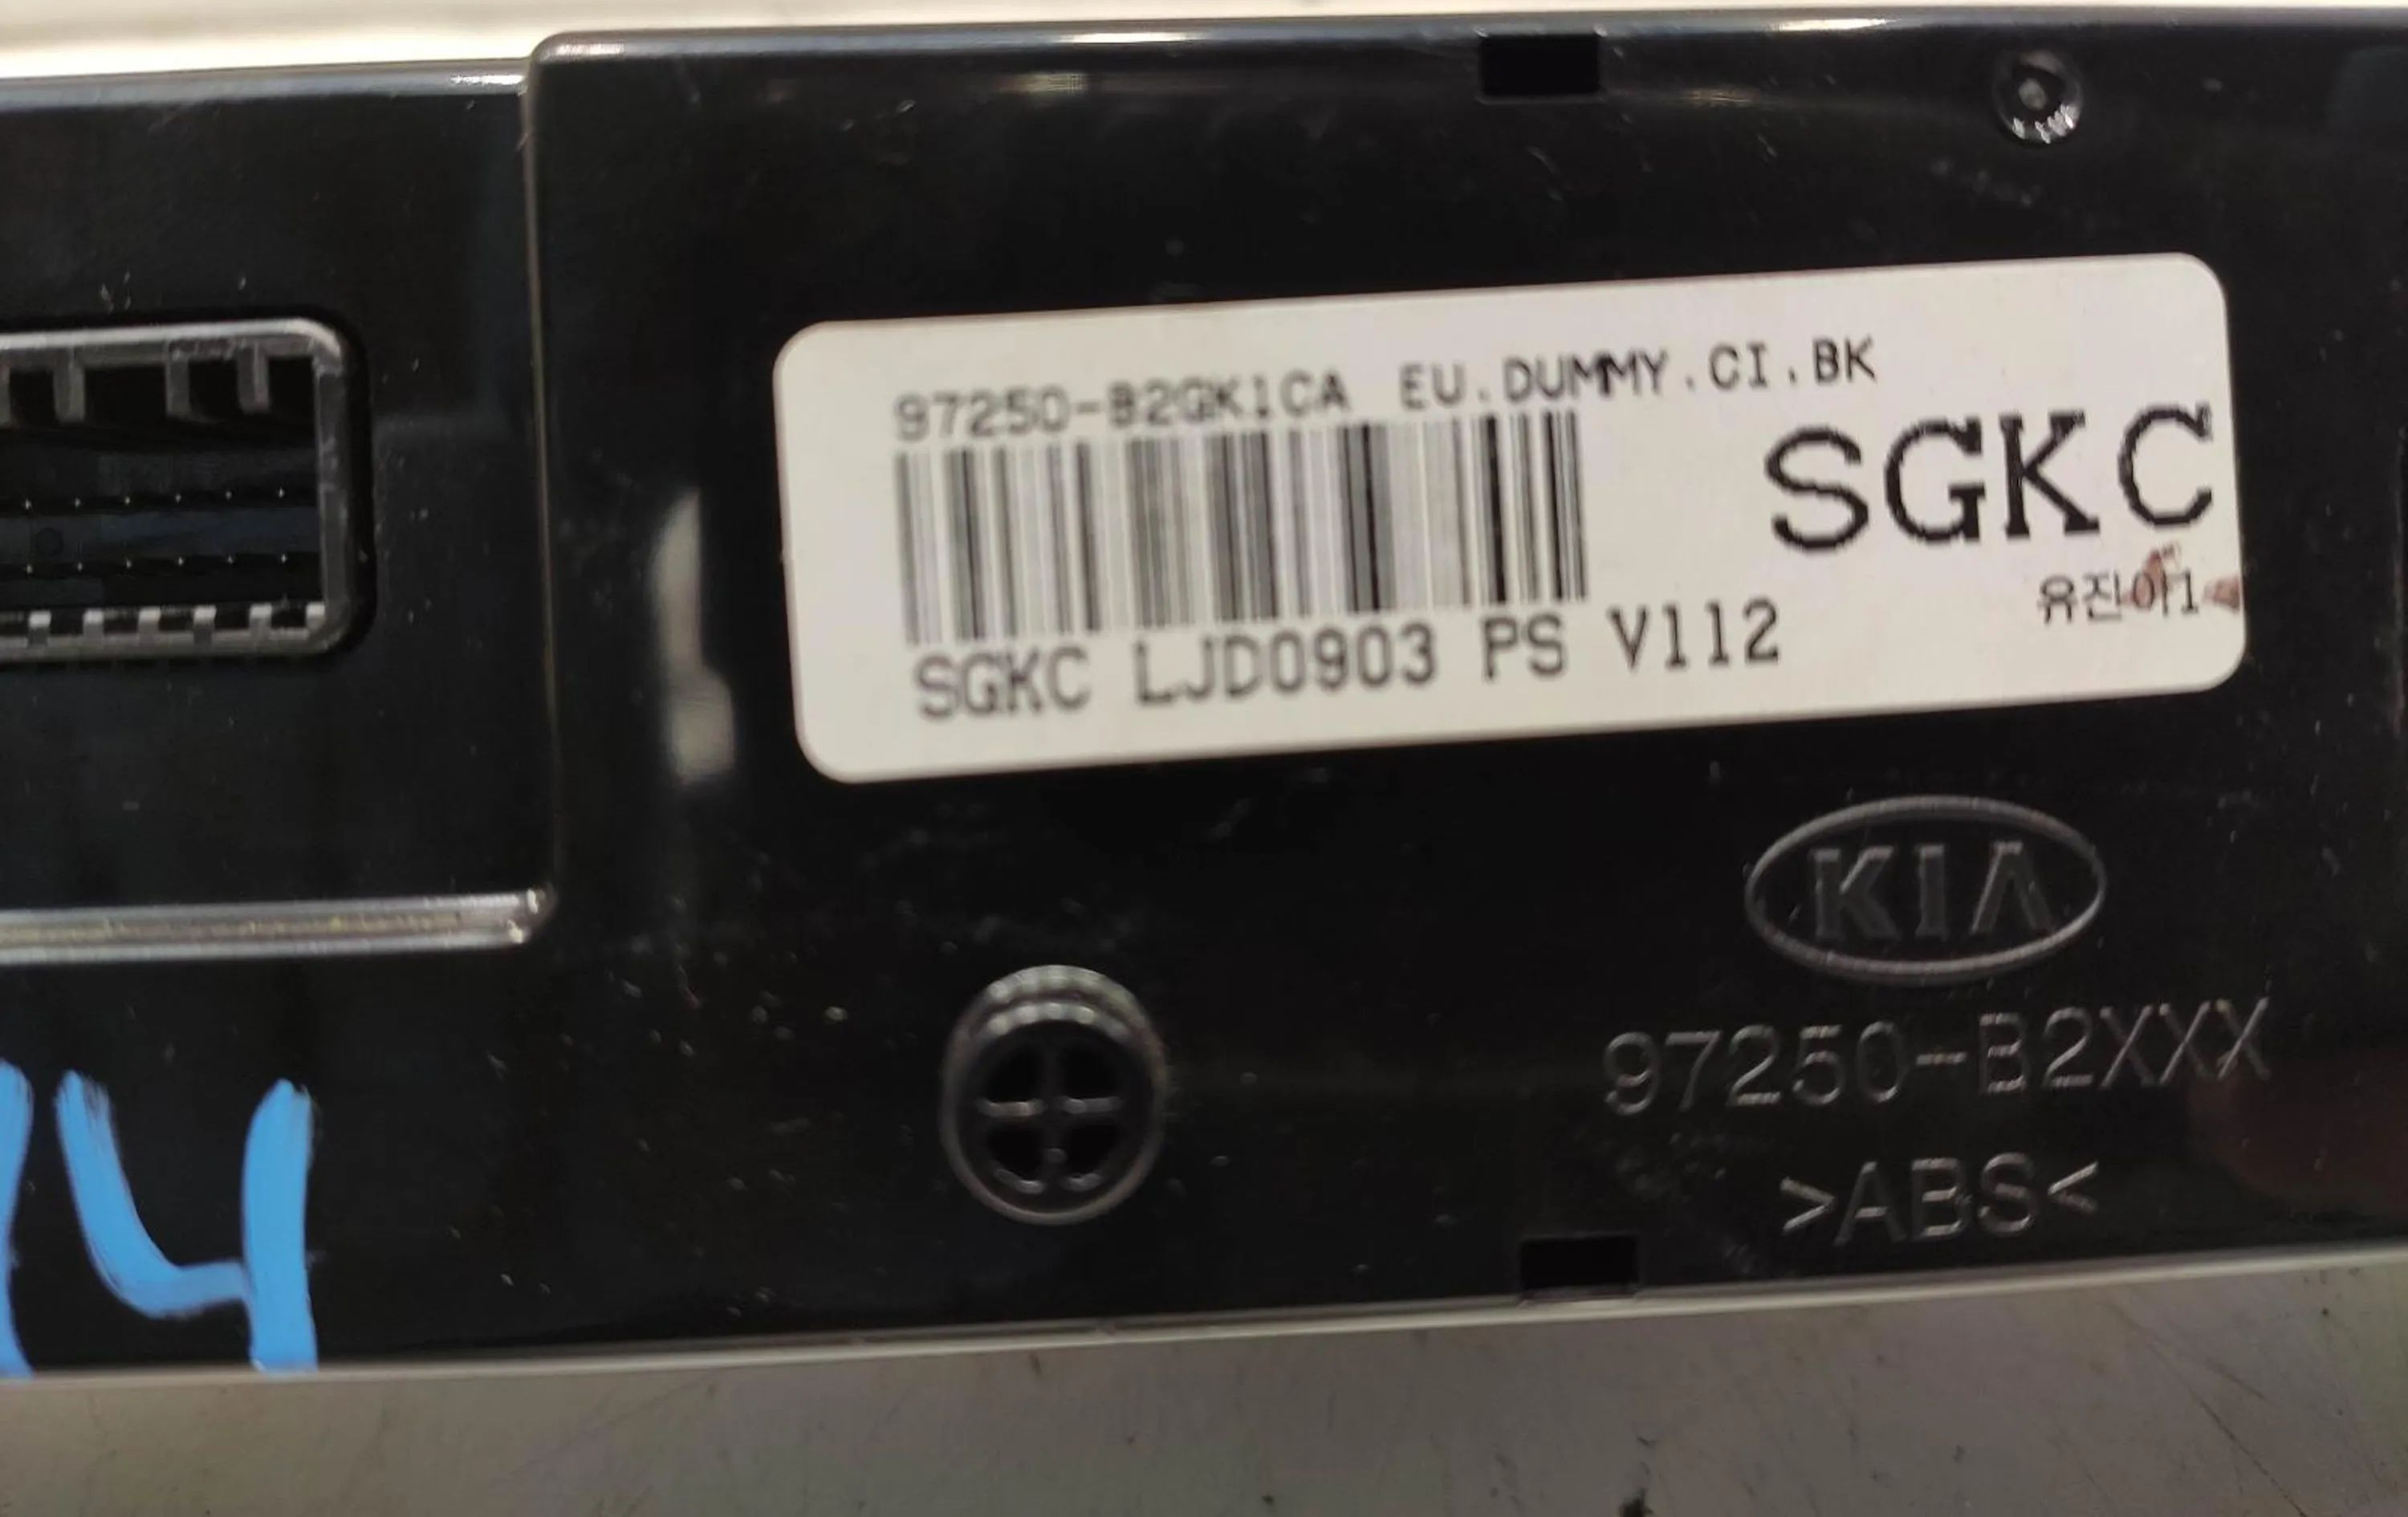 97250-B2GK1CA EU.DUMMY.CI.BK
SGKC
유진아1
SGKC LJD0903 PS V112
KIA
97250-B2XXX
>ABS<
4